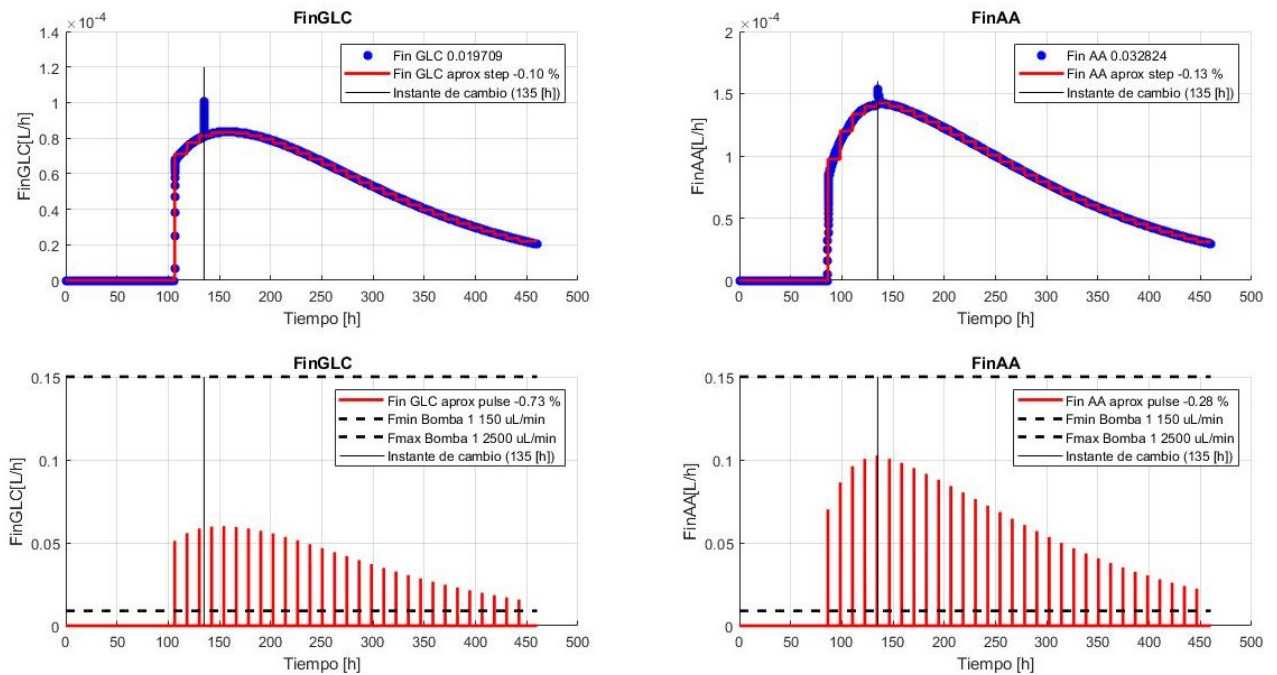 FinGLC
×10⁻⁴
1.4
1.2
1
0.8
0.6
0.4
0.2
0
FinGLC[L/h]
Fin GLC 0.019709
Fin GLC aprox step -0.10 %
Instante de cambio (135 [h])
0 50 100 150 200 250 300 350 400 450 500
Tiempo [h]
FinAA
×10⁻⁴
2
1.5
1
0.5
0
FinAA[L/h]
Fin AA 0.032824
Fin AA aprox step -0.13 %
Instante de cambio (135 [h])
0 50 100 150 200 250 300 350 400 450 500
Tiempo [h]
FinGLC
0.15
0.1
0.05
0
FinGLC[L/h]
Fin GLC aprox pulse -0.73 %
Fmin Bomba 1 150 uL/min
Fmax Bomba 1 2500 uL/min
Instante de cambio (135 [h])
0 50 100 150 200 250 300 350 400 450 500
Tiempo [h]
FinAA
0.15
0.1
0.05
0
FinAA[L/h]
Fin AA aprox pulse -0.28 %
Fmin Bomba 1 150 uL/min
Fmax Bomba 1 2500 uL/min
Instante de cambio (135 [h])
0 50 100 150 200 250 300 350 400 450 500
Tiempo [h]